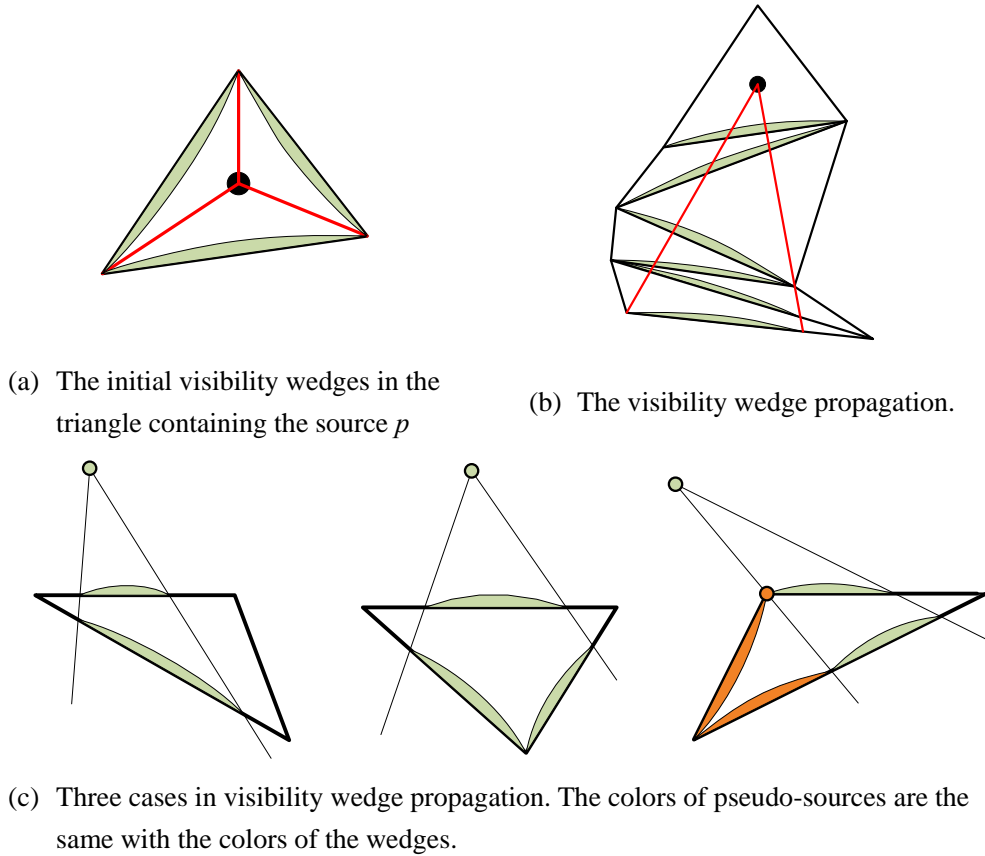 (a) The initial visibility wedges in the
triangle containing the source p
(b) The visibility wedge propagation.
(c) Three cases in visibility wedge propagation. The colors of pseudo-sources are the
same with the colors of the wedges.